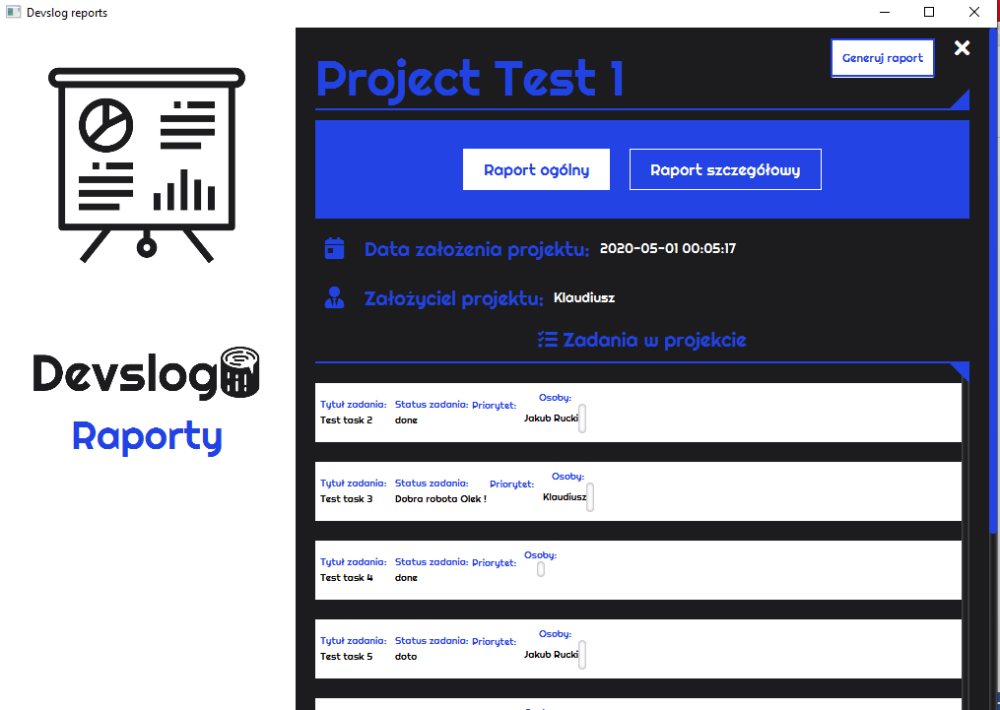 Devslog reports
Devslog
Raporty
Project Test 1
Generuj raport
Raport ogólny
Raport szczegółowy
Data założenia projektu: 2020-05-01 00:05:17
Założyciel projektu: Klaudiusz
Zadania w projekcie
Tytuł zadania: Status zadania: Priorytet: Osoby:
Test task 2 done Jakub Rucki
Tytuł zadania: Status zadania: Priorytet: Osoby:
Test task 3 Dobra robota Olek ! Klaudiusz
Tytuł zadania: Status zadania: Priorytet: Osoby:
Test task 4 done
Tytuł zadania: Status zadania: Priorytet: Osoby:
Test task 5 doto Jakub Rucki